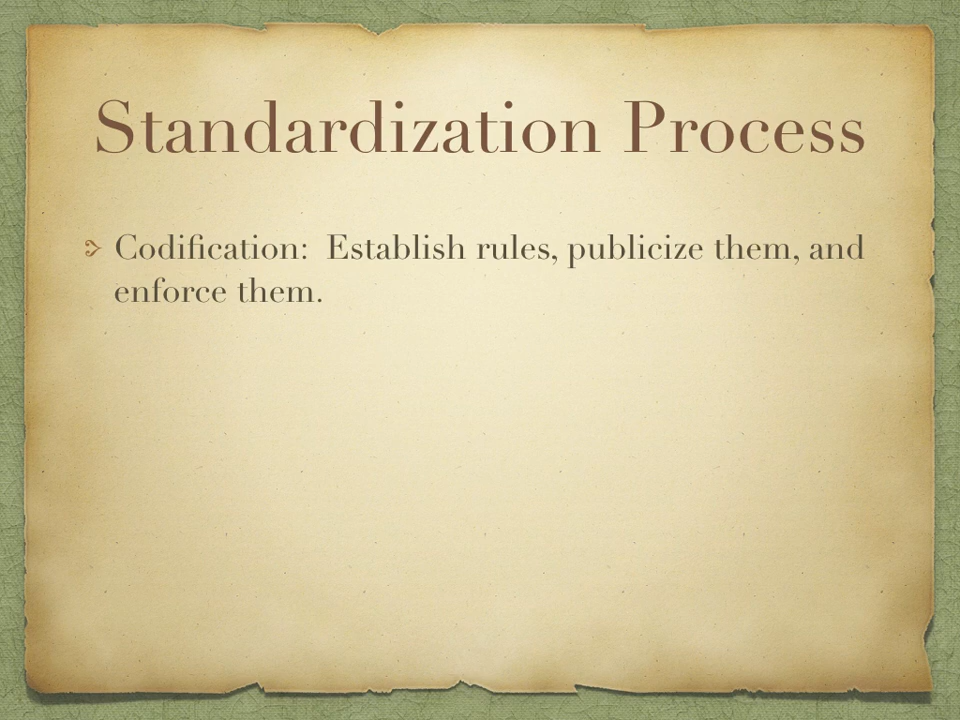 Standardization Process
Codification:  Establish rules, publicize them, and
enforce them.